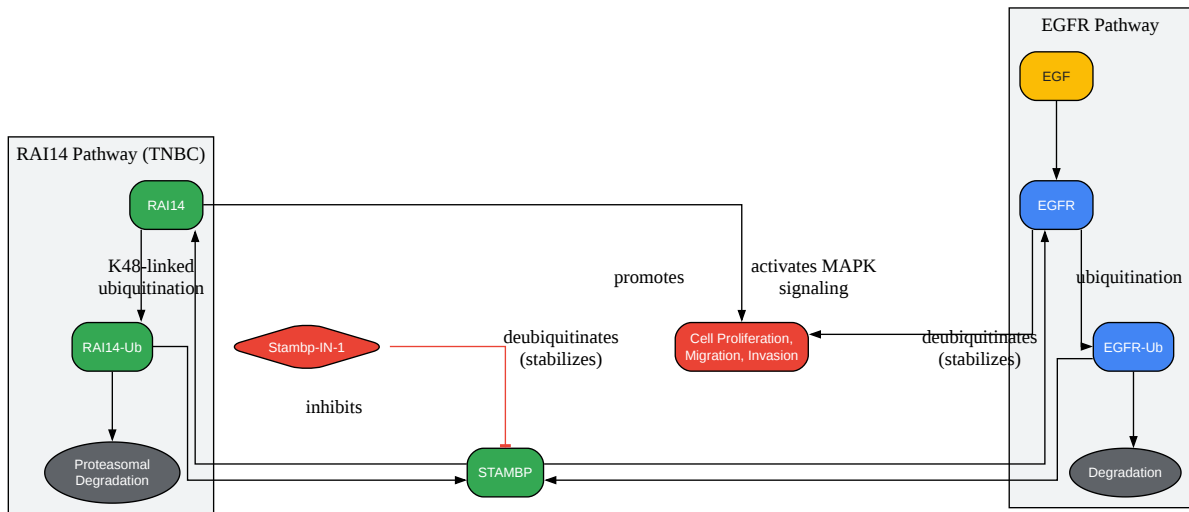 EGFR Pathway
EGF
RAI14 Pathway (TNBC)
RAI14
EGFR
K48-linked
ubiquitination
promotes
activates MAPK
signaling
ubiquitination
RAI14-Ub
Stambp-IN-1
deubiquitinates
(stabilizes)
Cell Proliferation,
Migration, Invasion
deubiquitinates
(stabilizes)
EGFR-Ub
inhibits
Proteasomal
Degradation
STAMBP
Degradation